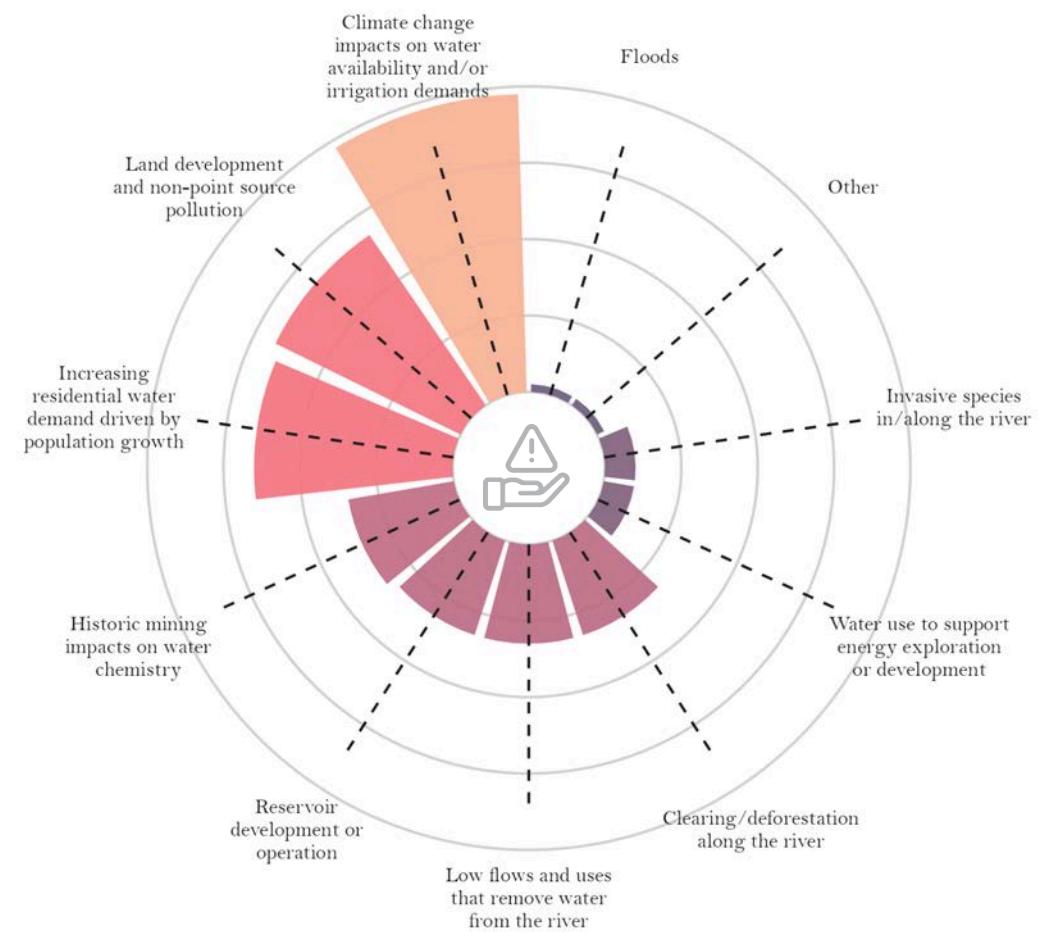 Climate change
impacts on water
availability and/or
irrigation demands
Floods
Other
Invasive species
in/along the river
Water use to support
energy exploration
or development
Clearing/deforestation
along the river
Low flows and uses
that remove water
from the river
Reservoir
development or
operation
Historic mining
impacts on water
chemistry
Increasing
residential water
demand driven by
population growth
Land development
and non-point source
pollution